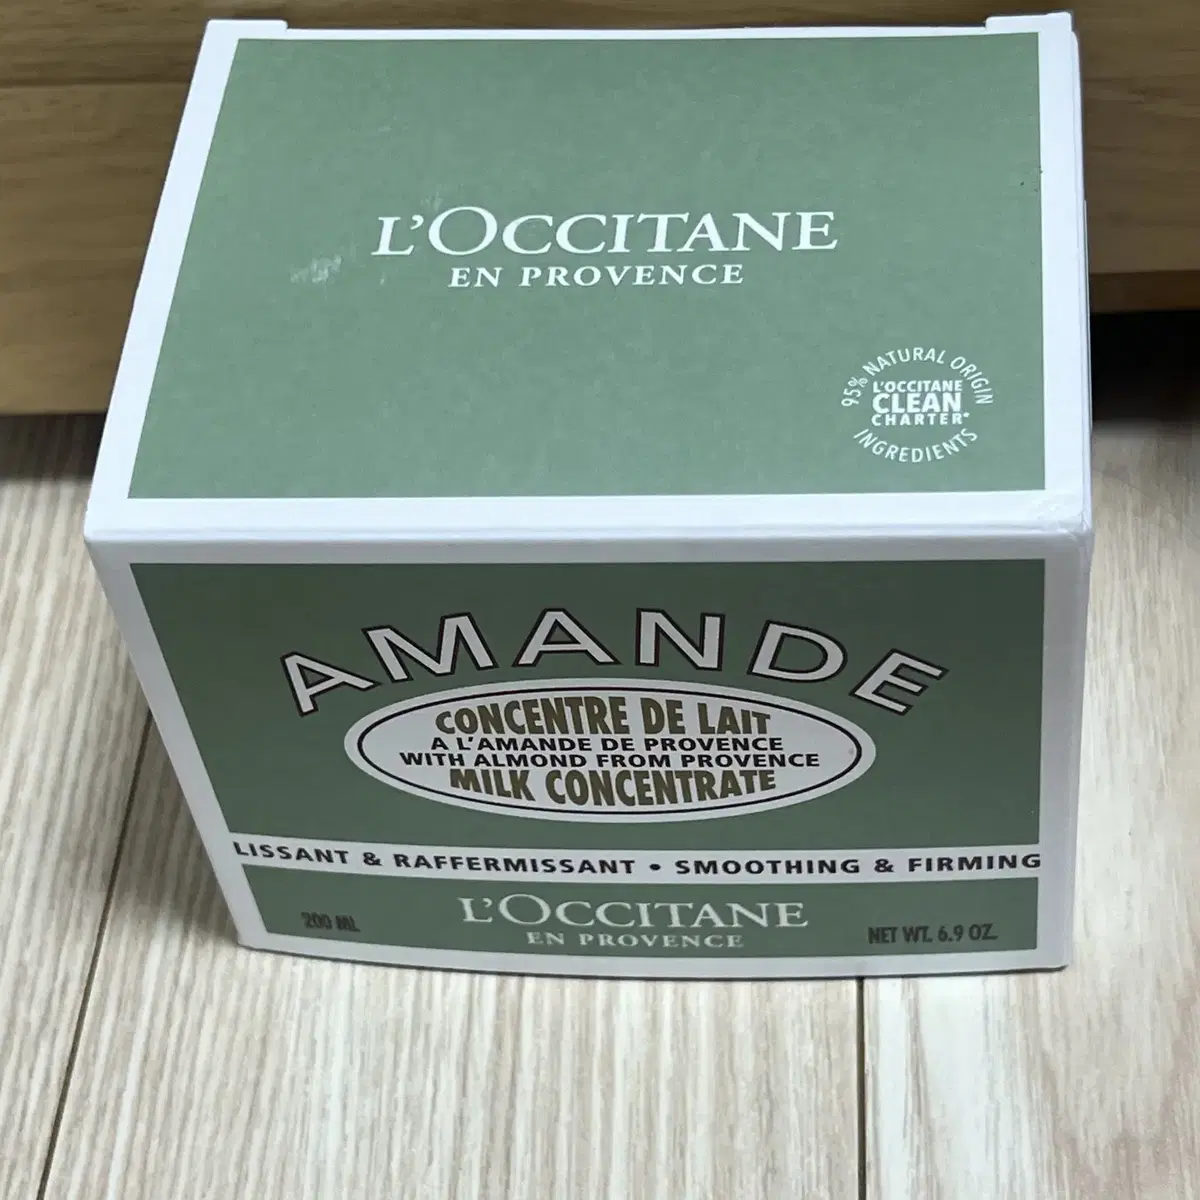 L'OCCITANE
EN PROVENCE
95% NATURAL ORIGIN
L'OCCITANE
CLEAN
CHARTER*
INGREDIENTS
AMANDE
CONCENTRE DE LAIT
A L'AMANDE DE PROVENCE
WITH ALMOND FROM PROVENCE
MILK CONCENTRATE
LISSANT & RAFFERMISSANT • SMOOTHING & FIRMING
L'OCCITANE
EN PROVENCE
200 ML
NET WT. 6.9 OZ.